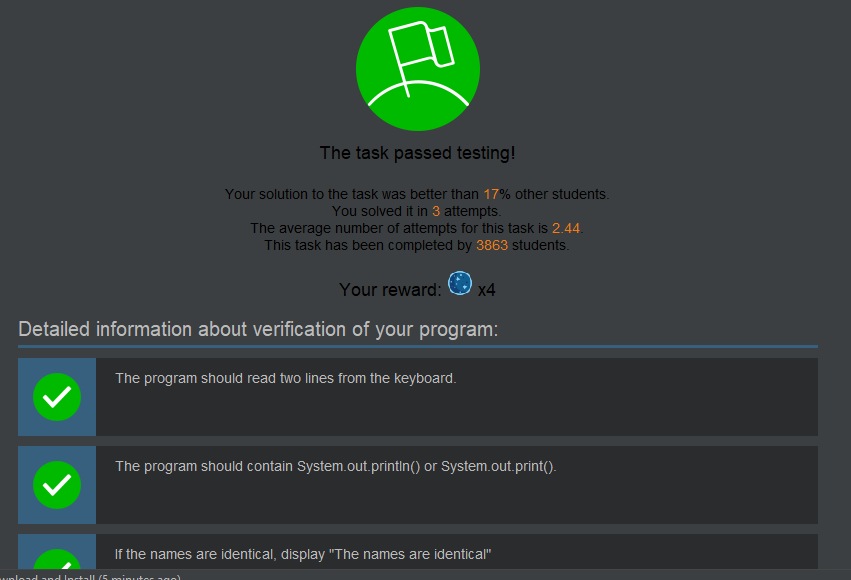 The task passed testing!
Your solution to the task was better than 17% other students.
You solved it in 3 attempts.
The average number of attempts for this task is 2.44.
This task has been completed by 3863 students.
Your reward: x4
Detailed information about verification of your program:
The program should read two lines from the keyboard.
The program should contain System.out.println() or System.out.print().
If the names are identical, display "The names are identical"
wnload and Install (5 minutes ago)